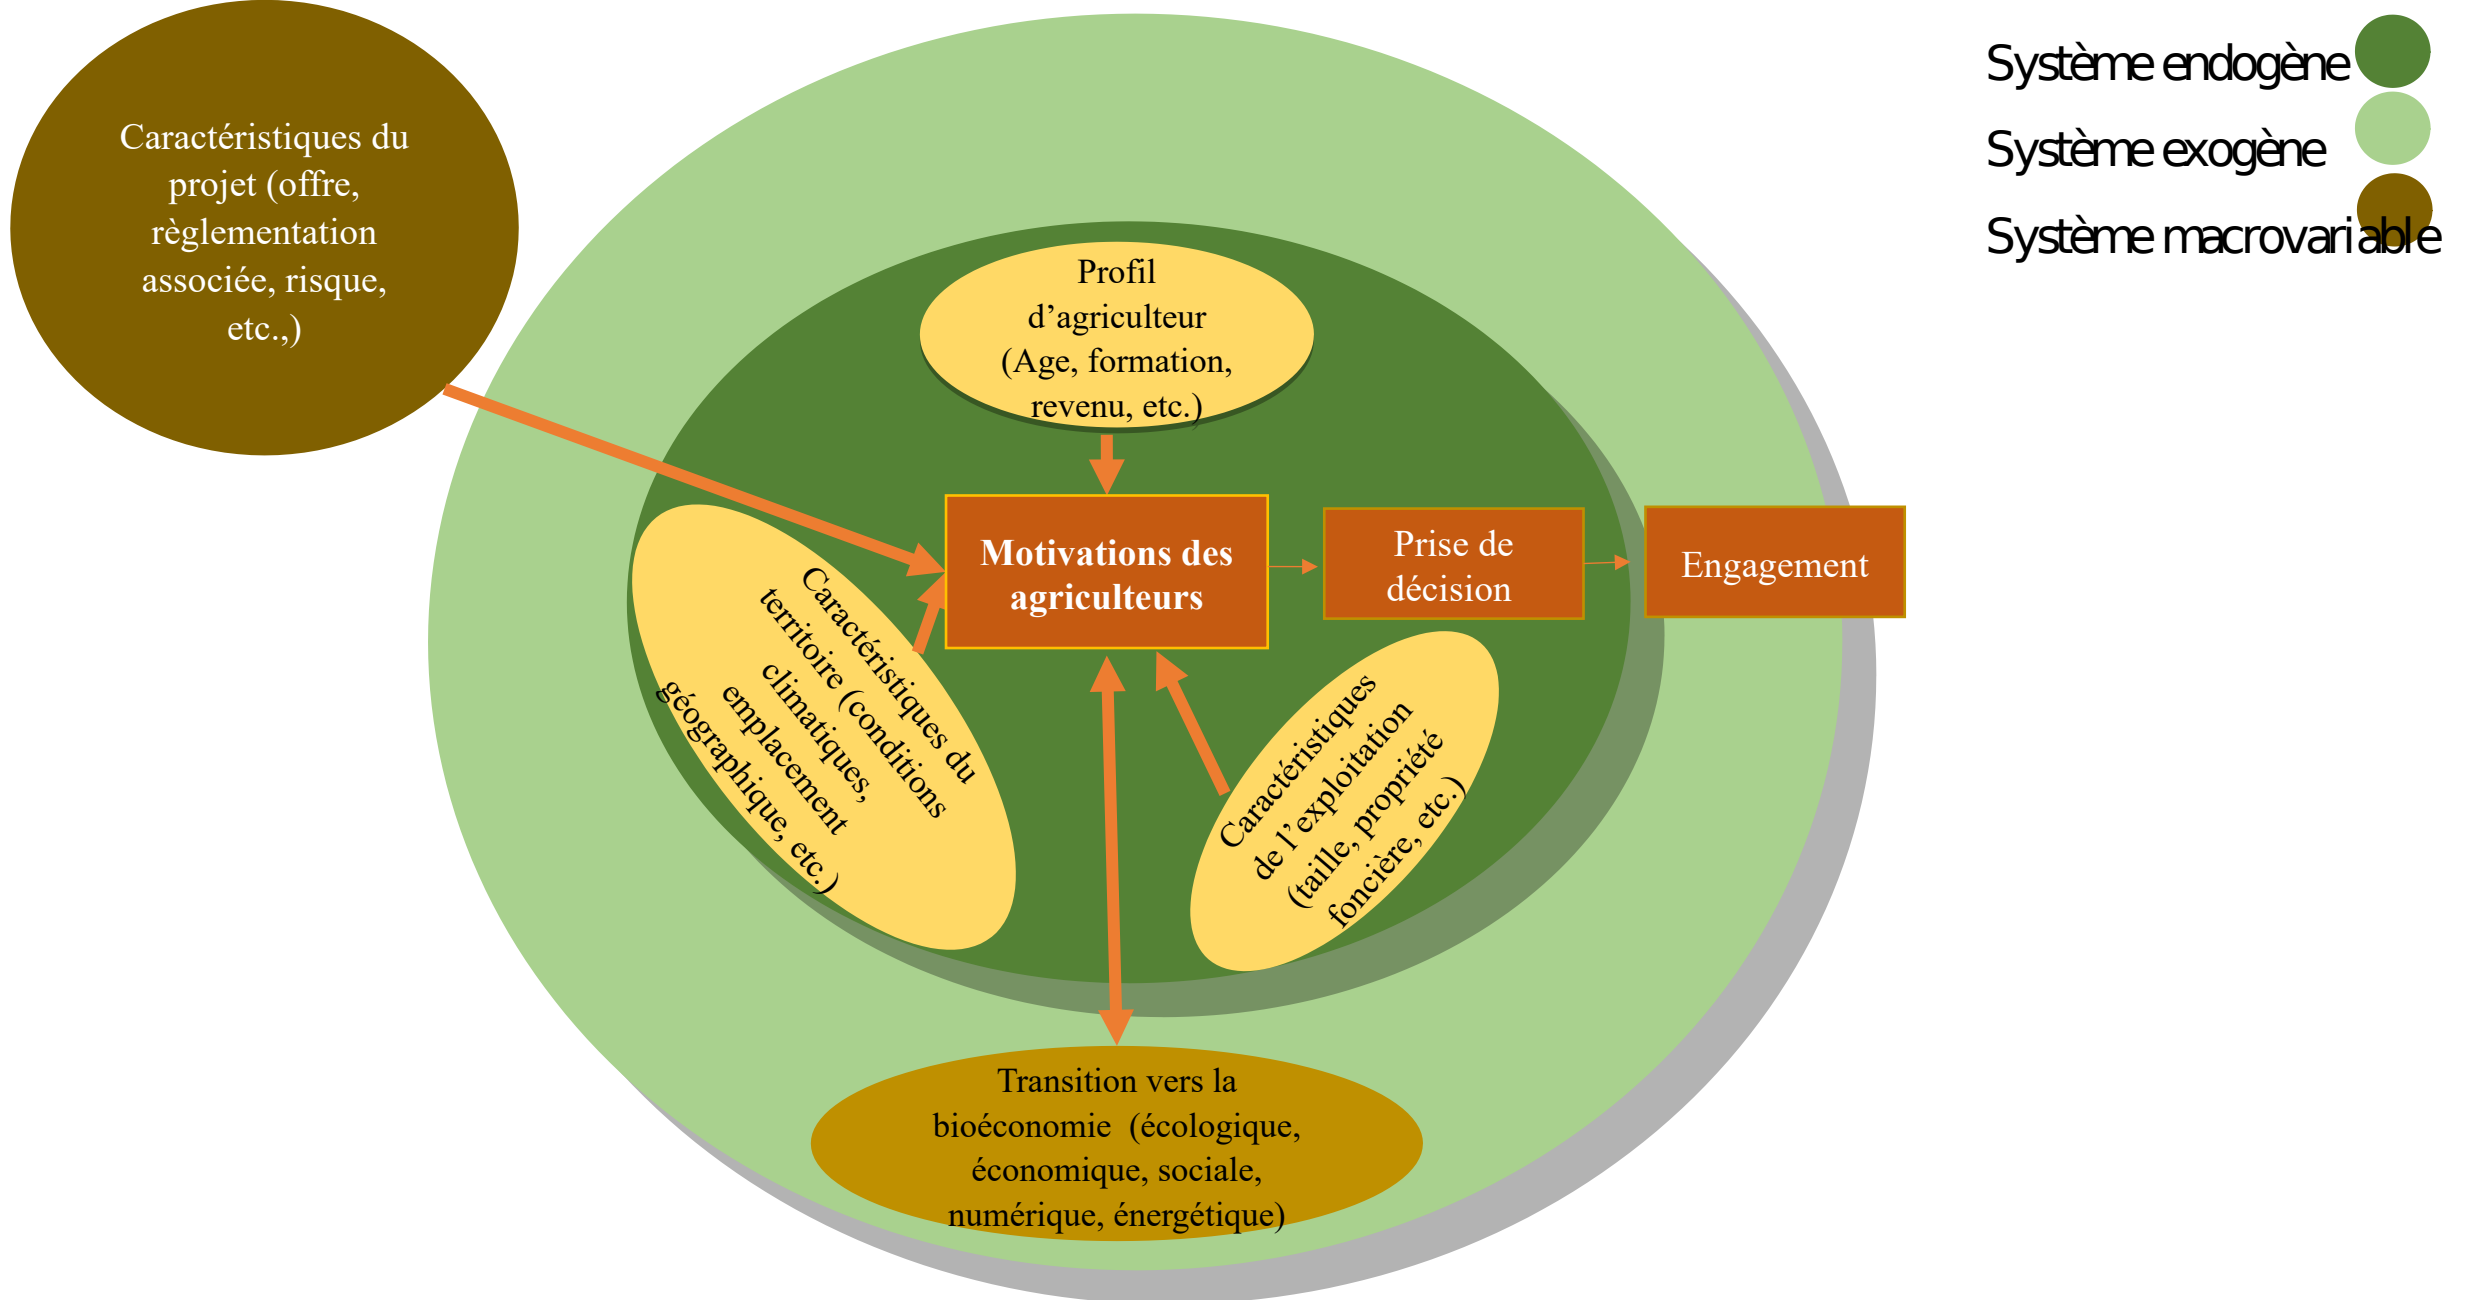 Système endogène
Système exogène
Système macrovariable
Caractéristiques du
projet (offre,
règlementation
associée, risque,
etc.,)
Profil
d’agriculteur
(Age, formation,
revenu, etc.)
Motivations des
agriculteurs
Prise de
décision
Engagement
Caractéristiques du
territoire (conditions
climatiques,
emplacement
géographique, etc.)
Caractéristiques
de l’exploitation
(taille, propriété
foncière, etc.)
Transition vers la
bioéconomie (écologique,
économique, sociale,
numérique, énergétique)